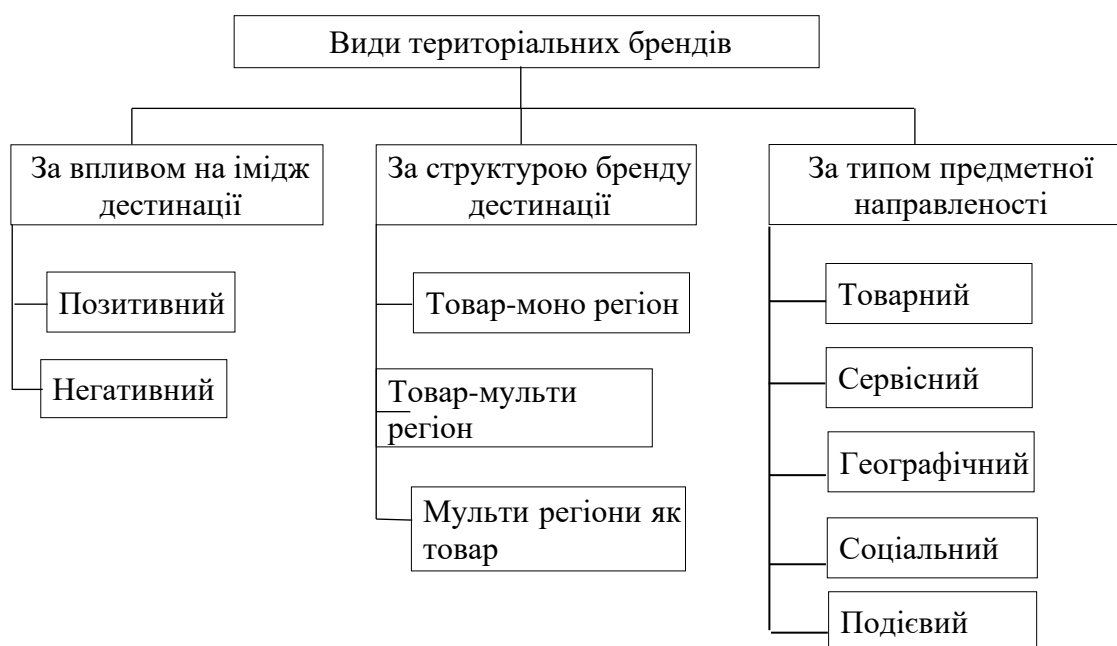 Види територіальних брендів
За впливом на імідж
дестинації
Позитивний
Негативний
За структурою бренду
дестинації
Товар-моно регіон
Товар-мульти
регіон
Мульти регіони як
товар
За типом предметної
направленості
Товарний
Сервісний
Географічний
Соціальний
Подієвий